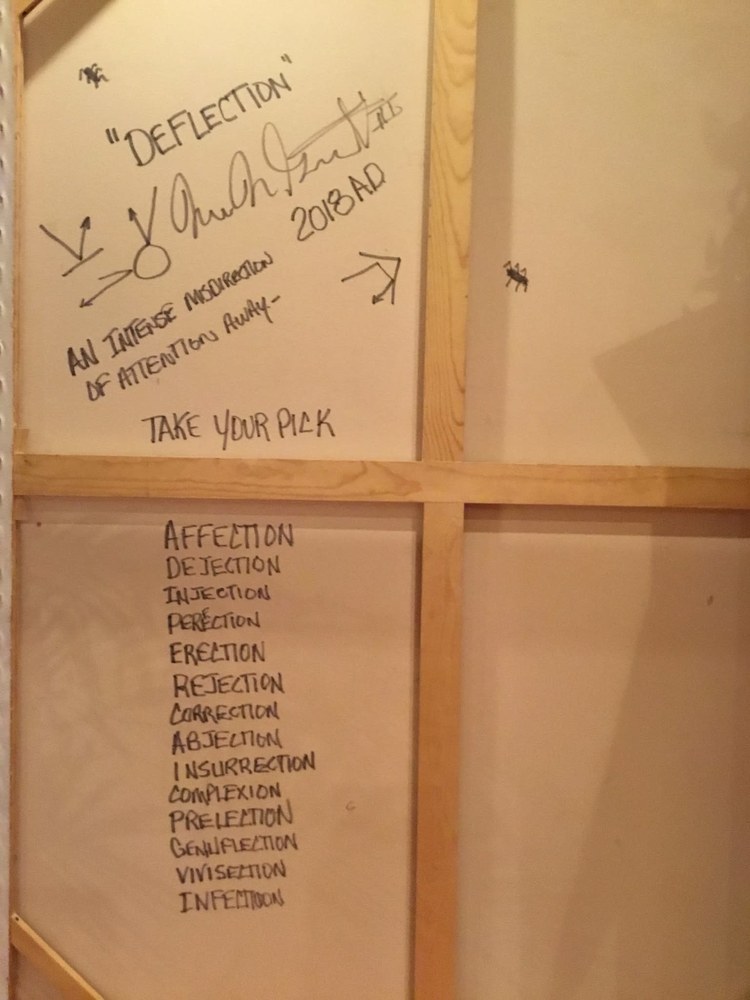 "DEFLECTION"
2018 AD
AN INTENSE MISDIRECTION
OF ATTENTION AWAY-
TAKE YOUR PICK
AFFECTION
DEJECTION
INJECTION
PERECTION
ERECTION
REJECTION
CORRECTION
ABJECTION
INSURRECTION
COMPLEXION
PRELECTION
GENUFLECTION
VIVISECTION
INFECTION